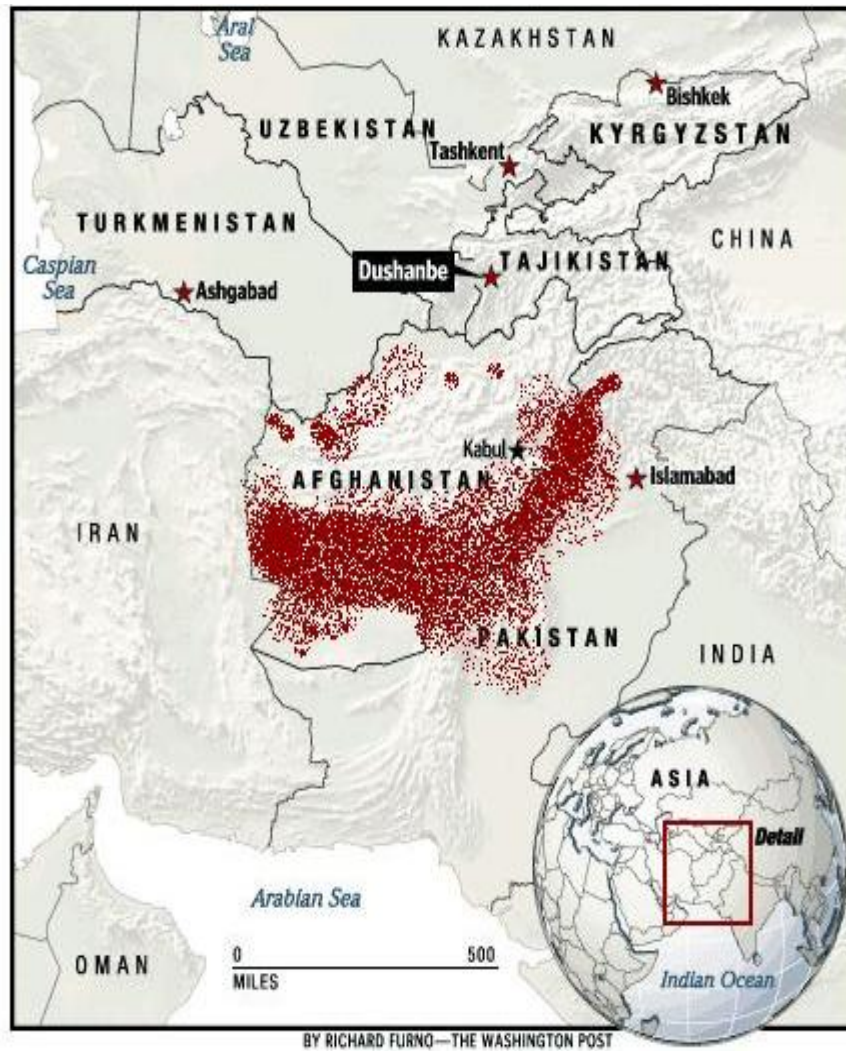 Aral
Sea
KAZAKHSTAN
Bishkek
UZBEKISTAN
KYRGYZSTAN
Tashkent
TURKMENISTAN
CHINA
Caspian
Sea
Dushanbe
TAJIKISTAN
Ashgabad
Kabul
AFGHANISTAN
Islamabad
IRAN
PAKISTAN
INDIA
ASIA
Detail
Arabian Sea
0 500
MILES
OMAN
Indian Ocean
BY RICHARD FURNO—THE WASHINGTON POST